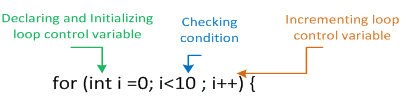 Declaring and Initializing
loop control variable
Checking
condition
Incrementing loop
control variable
for (int i =0; i<10 ; i++) {